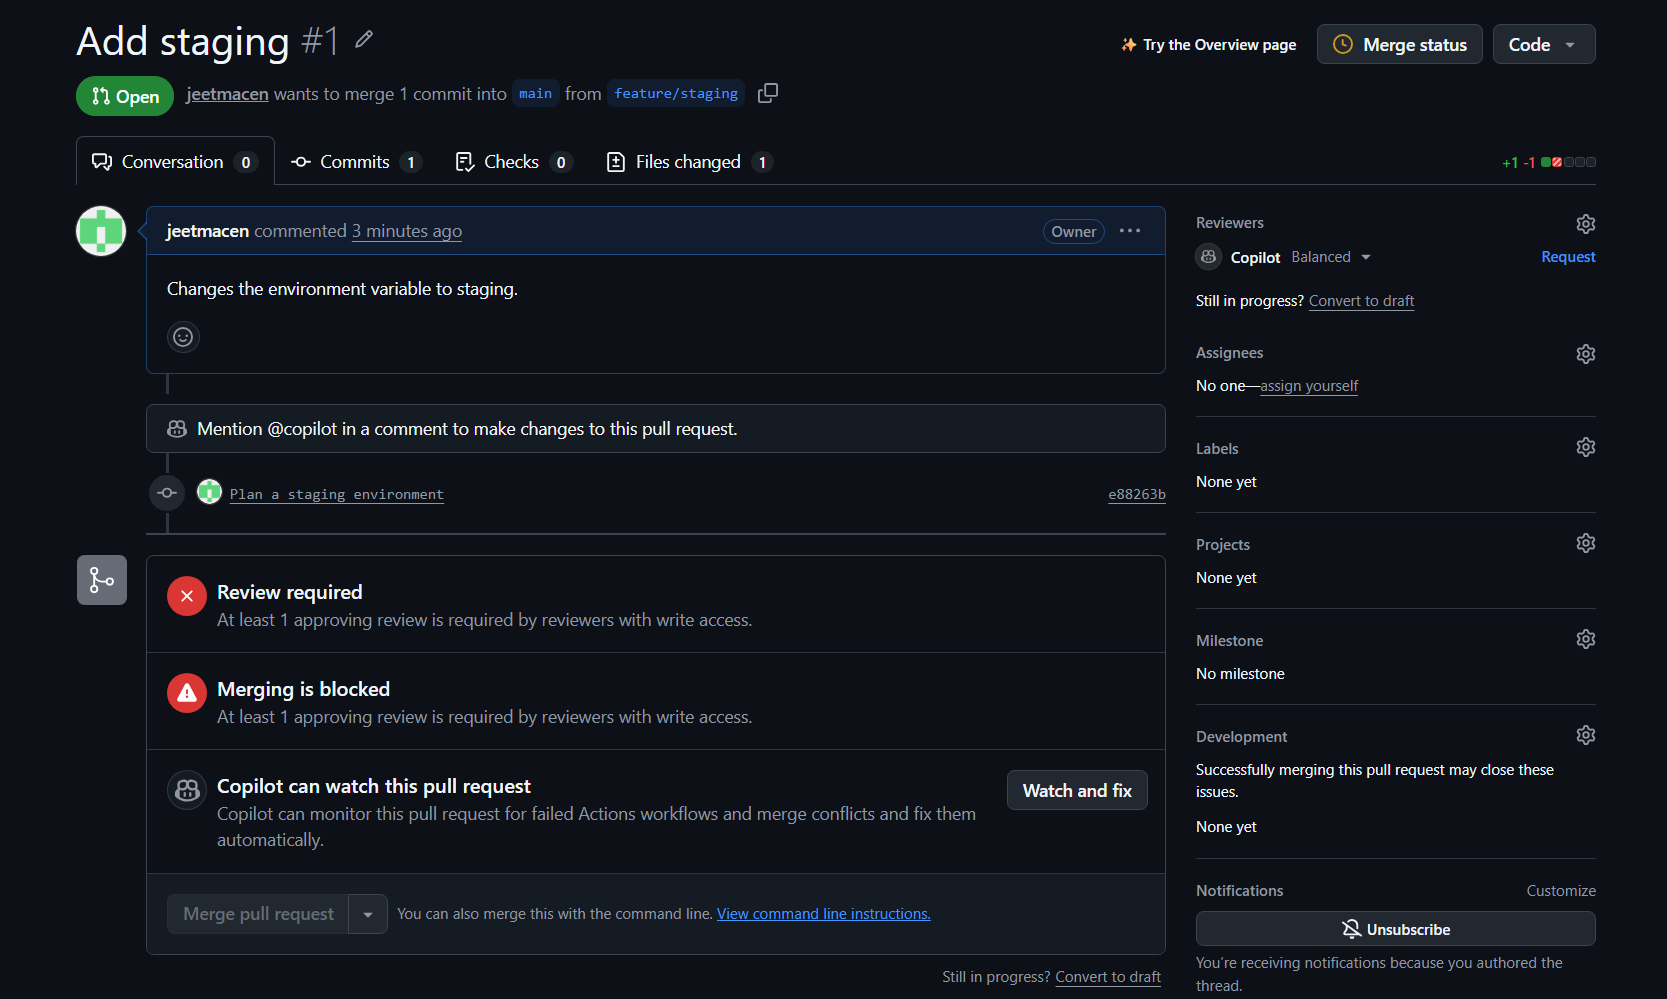 Add staging #1
Try the Overview page
Merge status
Code
Open
jeetmacen wants to merge 1 commit into main from feature/staging
Conversation 0
Commits 1
Checks 0
Files changed 1
+1 -1
jeetmacen commented 3 minutes ago
Owner
Changes the environment variable to staging.
Mention @copilot in a comment to make changes to this pull request.
Plan a staging environment
e88263b
Review required
At least 1 approving review is required by reviewers with write access.
Merging is blocked
At least 1 approving review is required by reviewers with write access.
Copilot can watch this pull request
Copilot can monitor this pull request for failed Actions workflows and merge conflicts and fix them
automatically.
Watch and fix
Merge pull request
You can also merge this with the command line. View command line instructions.
Still in progress? Convert to draft
Reviewers
Copilot Balanced
Request
Still in progress? Convert to draft
Assignees
No one—assign yourself
Labels
None yet
Projects
None yet
Milestone
No milestone
Development
Successfully merging this pull request may close these
issues.
None yet
Notifications
Customize
Unsubscribe
You're receiving notifications because you authored the
thread.